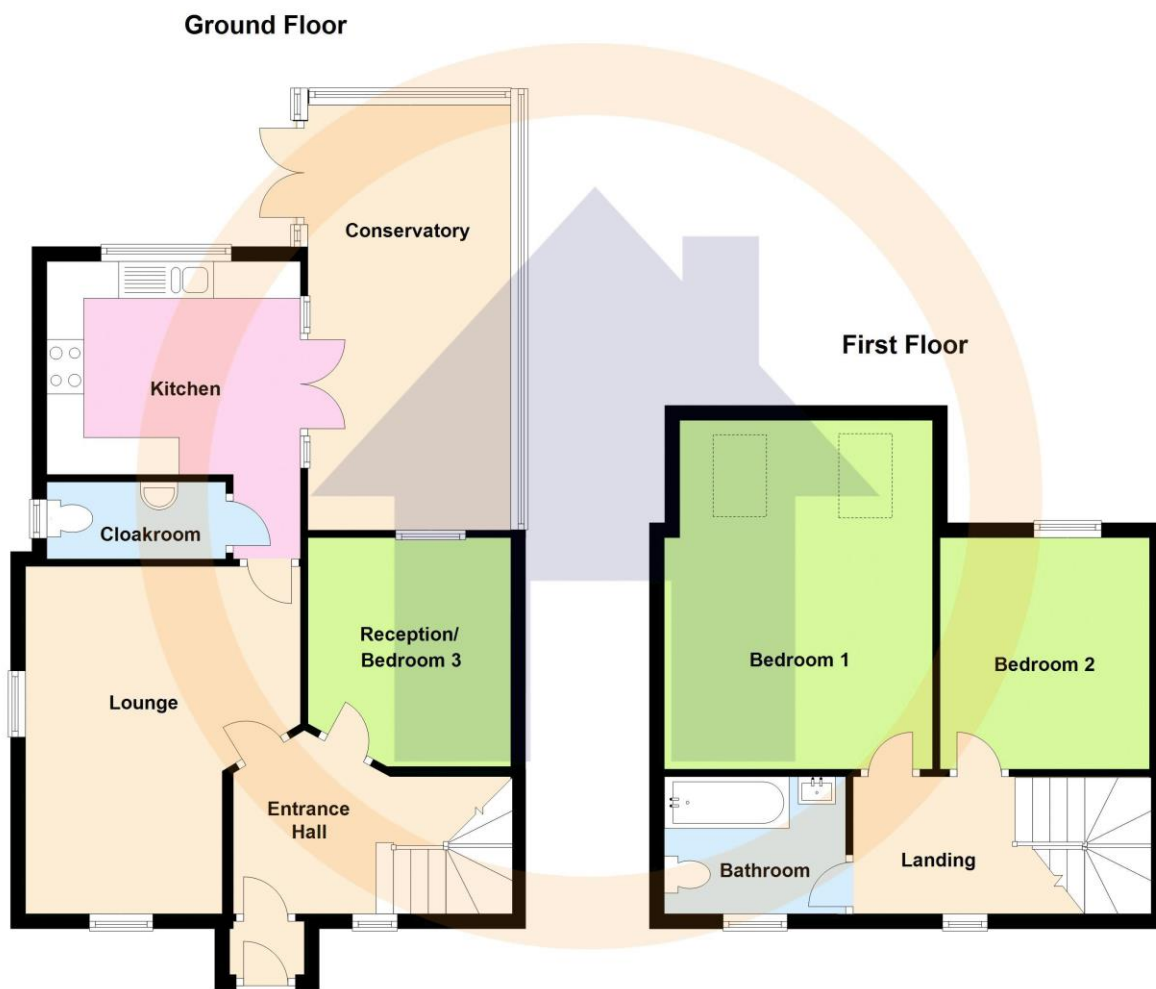 Ground Floor
Conservatory
Kitchen
Cloakroom
Reception/
Bedroom 3
Lounge
Entrance
Hall
First Floor
Bedroom 1
Bedroom 2
Bathroom
Landing